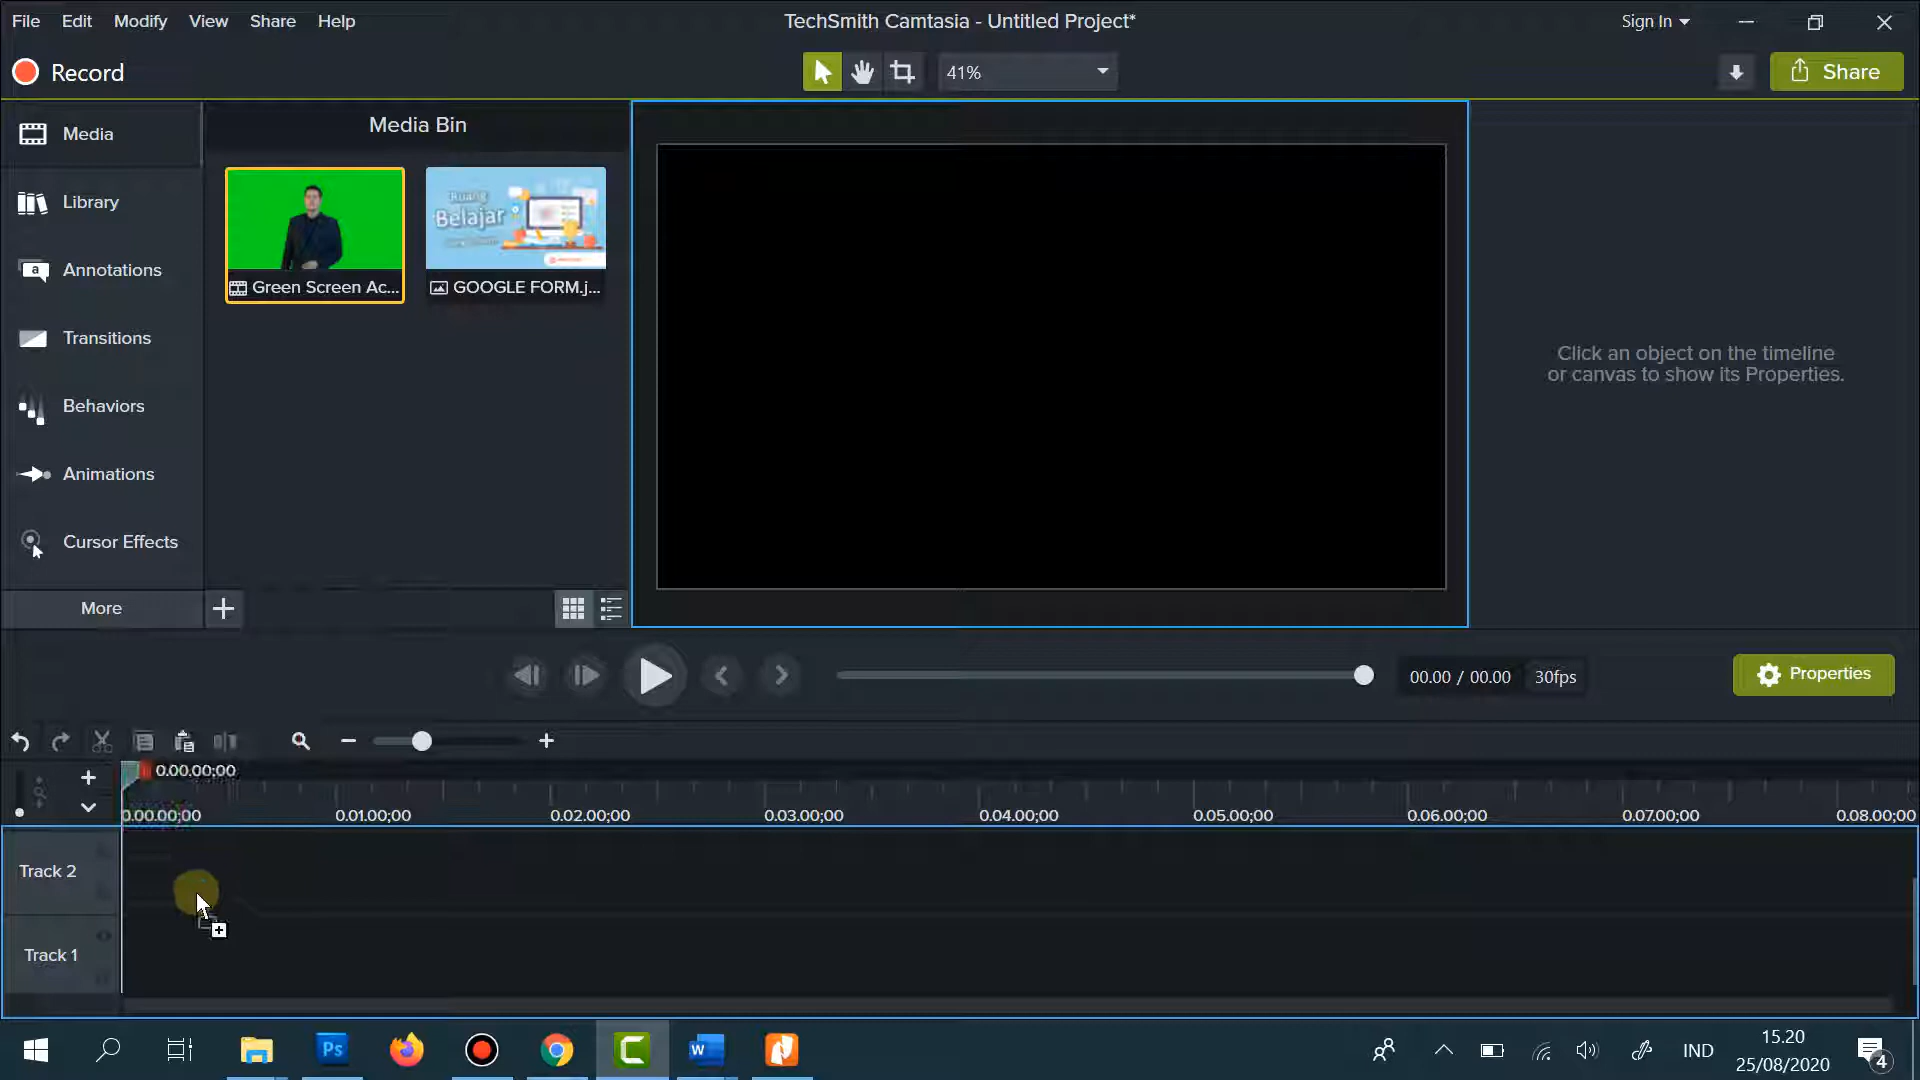 File Edit Modify View Share Help
TechSmith Camtasia - Untitled Project*
Sign In
Record
41%
Share
Media
Library
Annotations
Transitions
Behaviors
Animations
Cursor Effects
More
Media Bin
Ruang
Belajar
Green Screen Ac...
GOOGLE FORM.j...
Click an object on the timeline
or canvas to show its Properties.
00.00 / 00.00
30fps
Properties
0.00.00;00
0.00.00;00 0.01.00;00 0.02.00;00 0.03.00;00 0.04.00;00 0.05.00;00 0.06.00;00 0.07.00;00 0.08.00;00
Track 2
Track 1
Ps
W
IND
15.20
25/08/2020
4